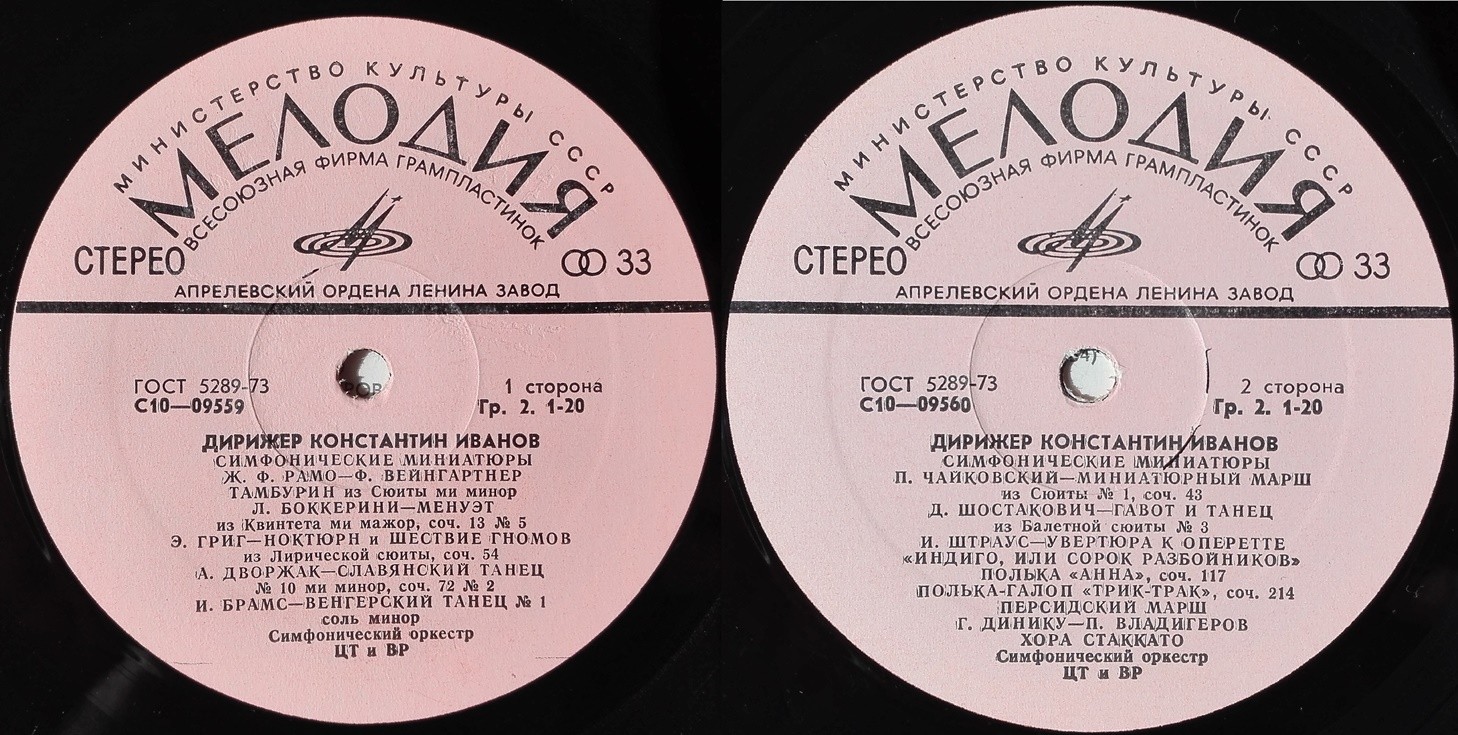 МИНИСТЕРСТВО КУЛЬТУРЫ СССР
МЕЛОДИЯ
ВСЕСОЮЗНАЯ ФИРМА ГРАМПЛАСТИНОК
СТЕРЕО
33
АПРЕЛЕВСКИЙ ОРДЕНА ЛЕНИНА ЗАВОД
ГОСТ 5289-73
1 сторона
С10—09559
Гр. 2. 1-20
ДИРИЖЕР КОНСТАНТИН ИВАНОВ
СИМФОНИЧЕСКИЕ МИНИАТЮРЫ
Ж. Ф. РАМО—Ф. ВЕЙНГАРТНЕР
ТАМБУРИН из Сюиты ми минор
Л. БОККЕРИНИ—МЕНУЭТ
из Квинтета ми мажор, соч. 13 № 5
Э. ГРИГ—НОКТЮРН и ШЕСТВИЕ ГНОМОВ
из Лирической сюиты, соч. 54
А. ДВОРЖАК—СЛАВЯНСКИЙ ТАНЕЦ
№ 10 ми минор, соч. 72 № 2
И. БРАМС—ВЕНГЕРСКИЙ ТАНЕЦ № 1
соль минор
Симфонический оркестр
ЦТ и ВР
МИНИСТЕРСТВО КУЛЬТУРЫ СССР
МЕЛОДИЯ
ВСЕСОЮЗНАЯ ФИРМА ГРАМПЛАСТИНОК
СТЕРЕО
33
АПРЕЛЕВСКИЙ ОРДЕНА ЛЕНИНА ЗАВОД
ГОСТ 5289-73
2 сторона
С10—09560
Гр. 2. 1-20
ДИРИЖЕР КОНСТАНТИН ИВАНОВ
СИМФОНИЧЕСКИЕ МИНИАТЮРЫ
П. ЧАЙКОВСКИЙ—МИНИАТЮРНЫЙ МАРШ
из Сюиты № 1, соч. 43
Д. ШОСТАКОВИЧ—ГАВОТ И ТАНЕЦ
из Балетной сюиты № 3
И. ШТРАУС—УВЕРТЮРА К ОПЕРЕТТЕ
«ИНДИГО, ИЛИ СОРОК РАЗБОЙНИКОВ»
ПОЛЬКА «АННА», соч. 117
ПОЛЬКА-ГАЛОП «ТРИК-ТРАК», соч. 214
ПЕРСИДСКИЙ МАРШ
Г. ДИНИКУ—П. ВЛАДИГЕРОВ
ХОРА СТАККАТО
Симфонический оркестр
ЦТ и ВР